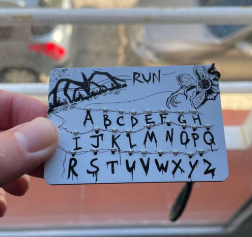 RUN
ABCDEFGH
IJKLMNOPQ
RSTUVWXYZ